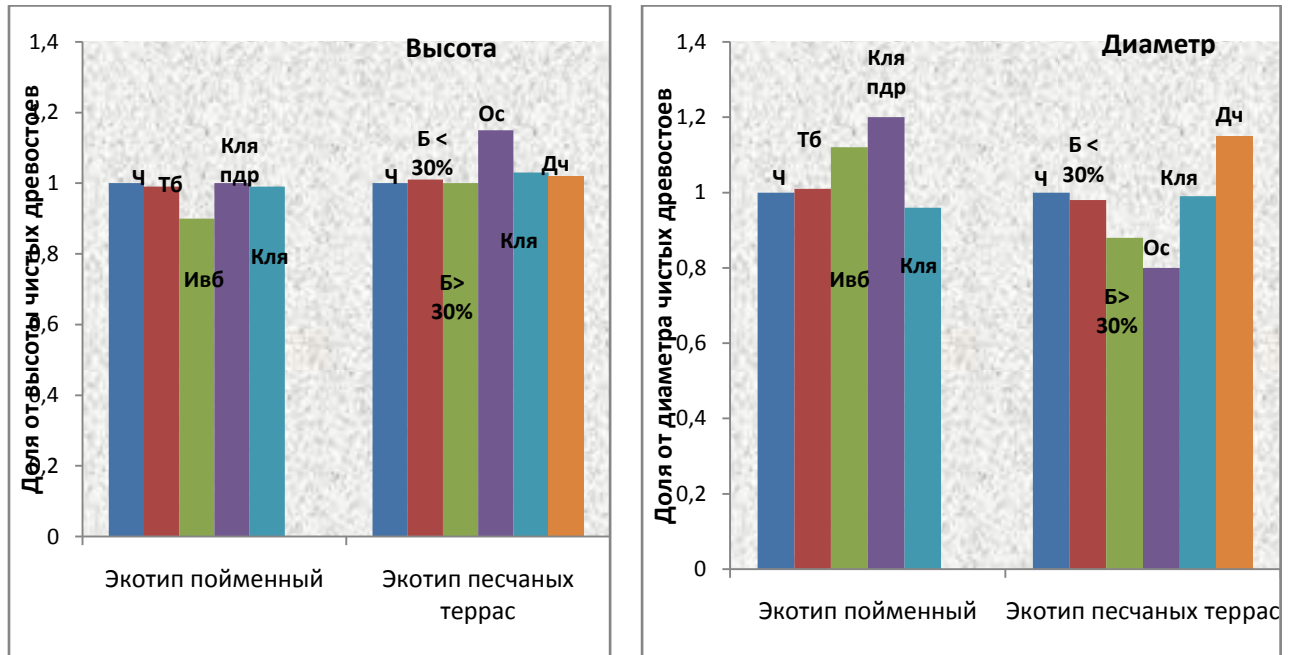 Высота
Доля от высоты чистых древостоев
1,4
1,2
1
0,8
0,6
0,4
0,2
0
Ч
Тб
Ивб
Кля
пдр
Кля
Ч
Б <
30%
Б>
30%
Ос
Кля
Дч
Экотип пойменный
Экотип песчаных
террас
Диаметр
Доля от диаметра чистых древостоев
1,4
1,2
1
0,8
0,6
0,4
0,2
0
Ч
Тб
Ивб
Кля
пдр
Кля
Ч
Б <
30%
Б>
30%
Ос
Кля
Дч
Экотип пойменный
Экотип песчаных террас